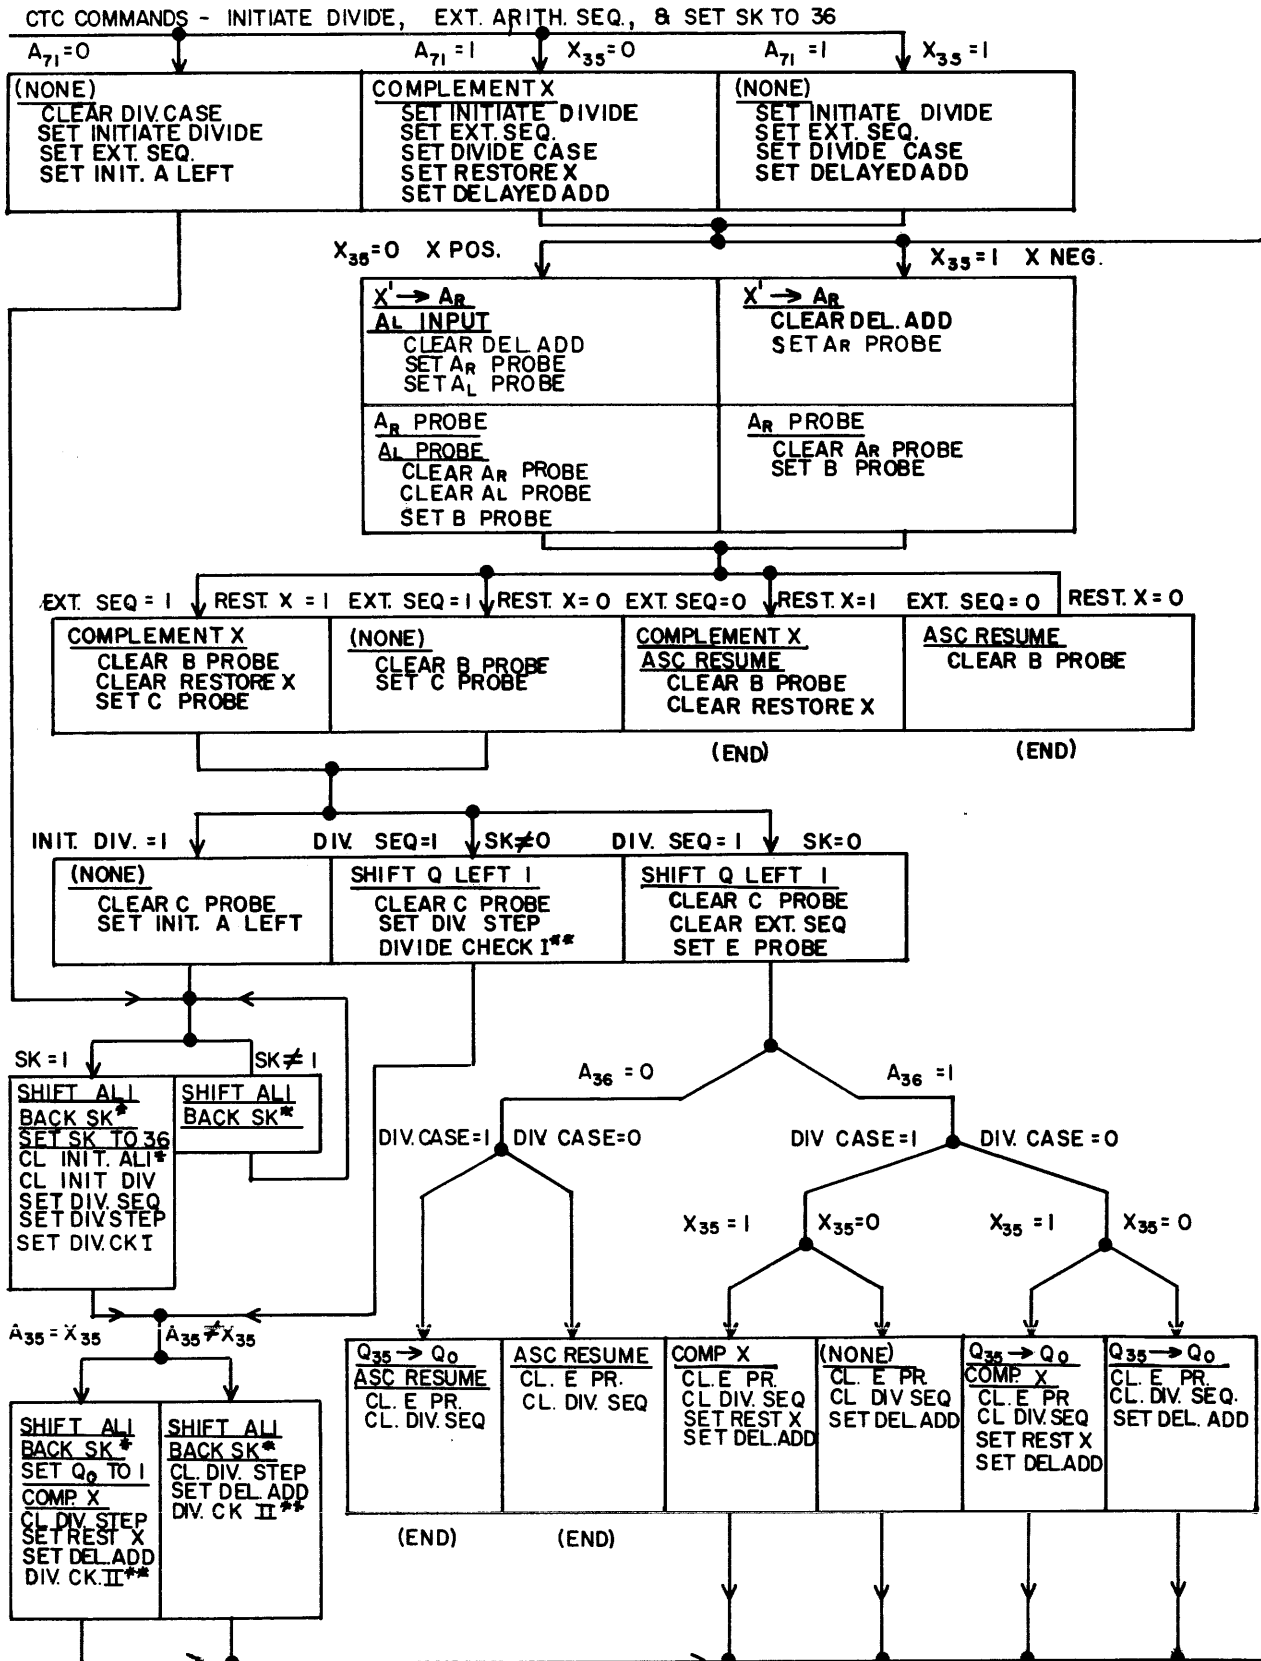 CTC COMMANDS - INITIATE DIVIDE, EXT. ARITH. SEQ., & SET SK TO 36
A71=0
A71=1 X35=0
A71=1 X35=1
(NONE)
CLEAR DIV. CASE
SET INITIATE DIVIDE
SET EXT. SEQ.
SET INIT. A LEFT
COMPLEMENT X
SET INITIATE DIVIDE
SET EXT. SEQ.
SET DIVIDE CASE
SET RESTORE X
SET DELAYED ADD
(NONE)
SET INITIATE DIVIDE
SET EXT. SEQ.
SET DIVIDE CASE
SET DELAYED ADD
X35=0 X POS.
X35=1 X NEG.
X' → AR
AL INPUT
CLEAR DEL. ADD
SET AR PROBE
SET AL PROBE
X' → AR
CLEAR DEL. ADD
SET AR PROBE
AR PROBE
AL PROBE
CLEAR AR PROBE
CLEAR AL PROBE
SET B PROBE
AR PROBE
CLEAR AR PROBE
SET B PROBE
EXT. SEQ = 1 REST. X = 1
EXT. SEQ=1 REST. X=0
EXT. SEQ=0 REST. X=1
EXT. SEQ=0 REST. X=0
COMPLEMENT X
CLEAR B PROBE
CLEAR RESTORE X
SET C PROBE
(NONE)
CLEAR B PROBE
SET C PROBE
COMPLEMENT X
ASC RESUME
CLEAR B PROBE
CLEAR RESTORE X
ASC RESUME
CLEAR B PROBE
(END)
(END)
INIT. DIV. =1
DIV. SEQ=1 SK≠0
DIV. SEQ=1 SK=0
(NONE)
CLEAR C PROBE
SET INIT. A LEFT
SHIFT Q LEFT 1
CLEAR C PROBE
SET DIV. STEP
DIVIDE CHECK I**
SHIFT Q LEFT 1
CLEAR C PROBE
CLEAR EXT. SEQ
SET E PROBE
SK=1
SK≠1
SHIFT AL1
BACK SK*
SET SK TO 36
CL INIT. AL1*
CL INIT DIV
SET DIV. SEQ
SET DIV. STEP
SET DIV. CK I
SHIFT AL1
BACK SK*
A36 =0
A36 =1
DIV. CASE=1
DIV. CASE=0
DIV CASE=1
DIV. CASE=0
X35=1
X35=0
X35=1
X35=0
A35=X35
A35≠X35
SHIFT AL1
BACK SK*
SET Q0 TO 1
COMP. X
CL DIV. STEP
SET REST X
SET DEL. ADD
DIV. CK. II**
SHIFT AL1
BACK SK*
CL. DIV. STEP
SET DEL. ADD
DIV. CK II**
Q35 → Q0
ASC RESUME
CL. E PR.
CL. DIV. SEQ
(END)
ASC RESUME
CL. E PR.
CL. DIV. SEQ
(END)
COMP X
CL. E PR.
CL DIV. SEQ
SET REST X
SET DEL. ADD
(NONE)
CL. E PR.
CL DIV SEQ
SET DEL. ADD
Q35 → Q0
COMP. X
CL. E PR
CL DIV. SEQ
SET REST X
SET DEL. ADD
Q35 → Q0
CL. E PR.
CL. DIV. SEQ.
SET DEL. ADD